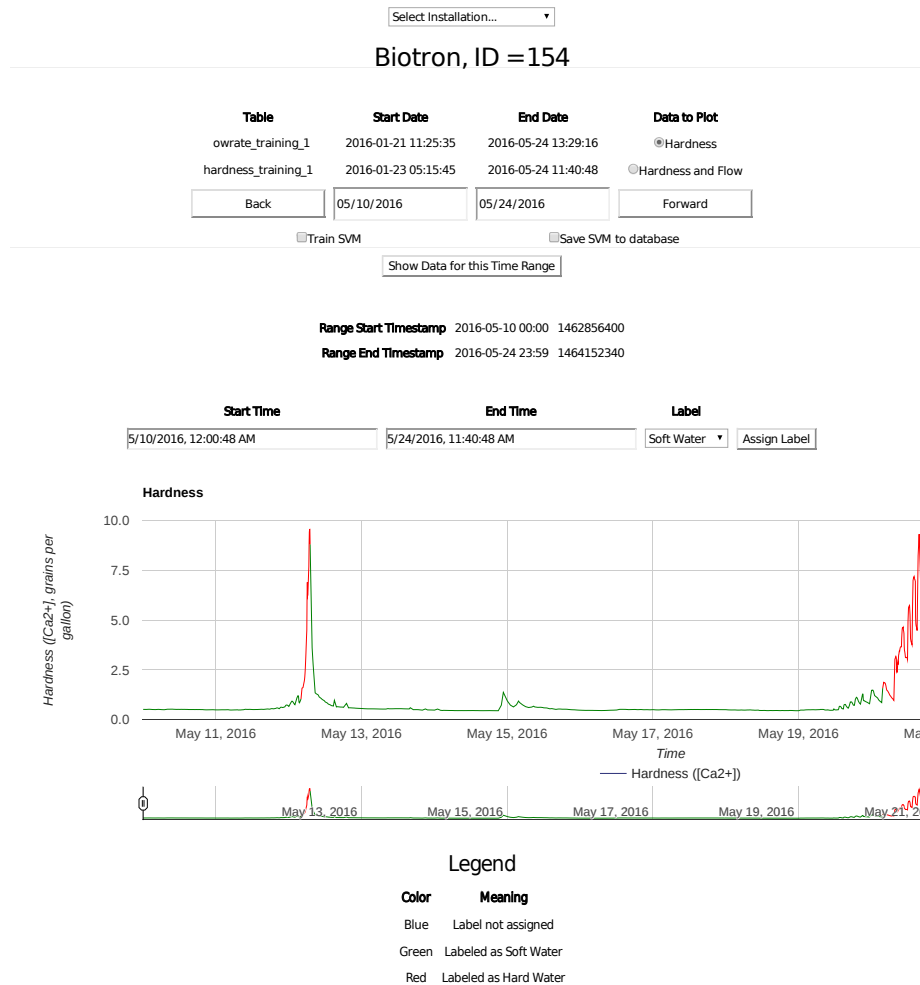 Select Installation...
Biotron, ID =154
Table Start Date End Date Data to Plot
owrate_training_1 2016-01-21 11:25:35 2016-05-24 13:29:16 Hardness
hardness_training_1 2016-01-23 05:15:45 2016-05-24 11:40:48 Hardness and Flow
Back 05/10/2016 05/24/2016 Forward
Train SVM Save SVM to database
Show Data for this Time Range
Range Start Timestamp 2016-05-10 00:00 1462856400
Range End Timestamp 2016-05-24 23:59 1464152340
Start Time End Time Label
5/10/2016, 12:00:48 AM 5/24/2016, 11:40:48 AM Soft Water Assign Label
Hardness
Hardness ([Ca2+], grains per
gallon)
10.0
7.5
5.0
2.5
0.0
May 11, 2016 May 13, 2016 May 15, 2016 May 17, 2016 May 19, 2016 Ma
Time
Hardness ([Ca2+])
May 13, 2016 May 15, 2016 May 17, 2016 May 19, 2016 May 21, 20
Legend
Color Meaning
Blue Label not assigned
Green Labeled as Soft Water
Red Labeled as Hard Water